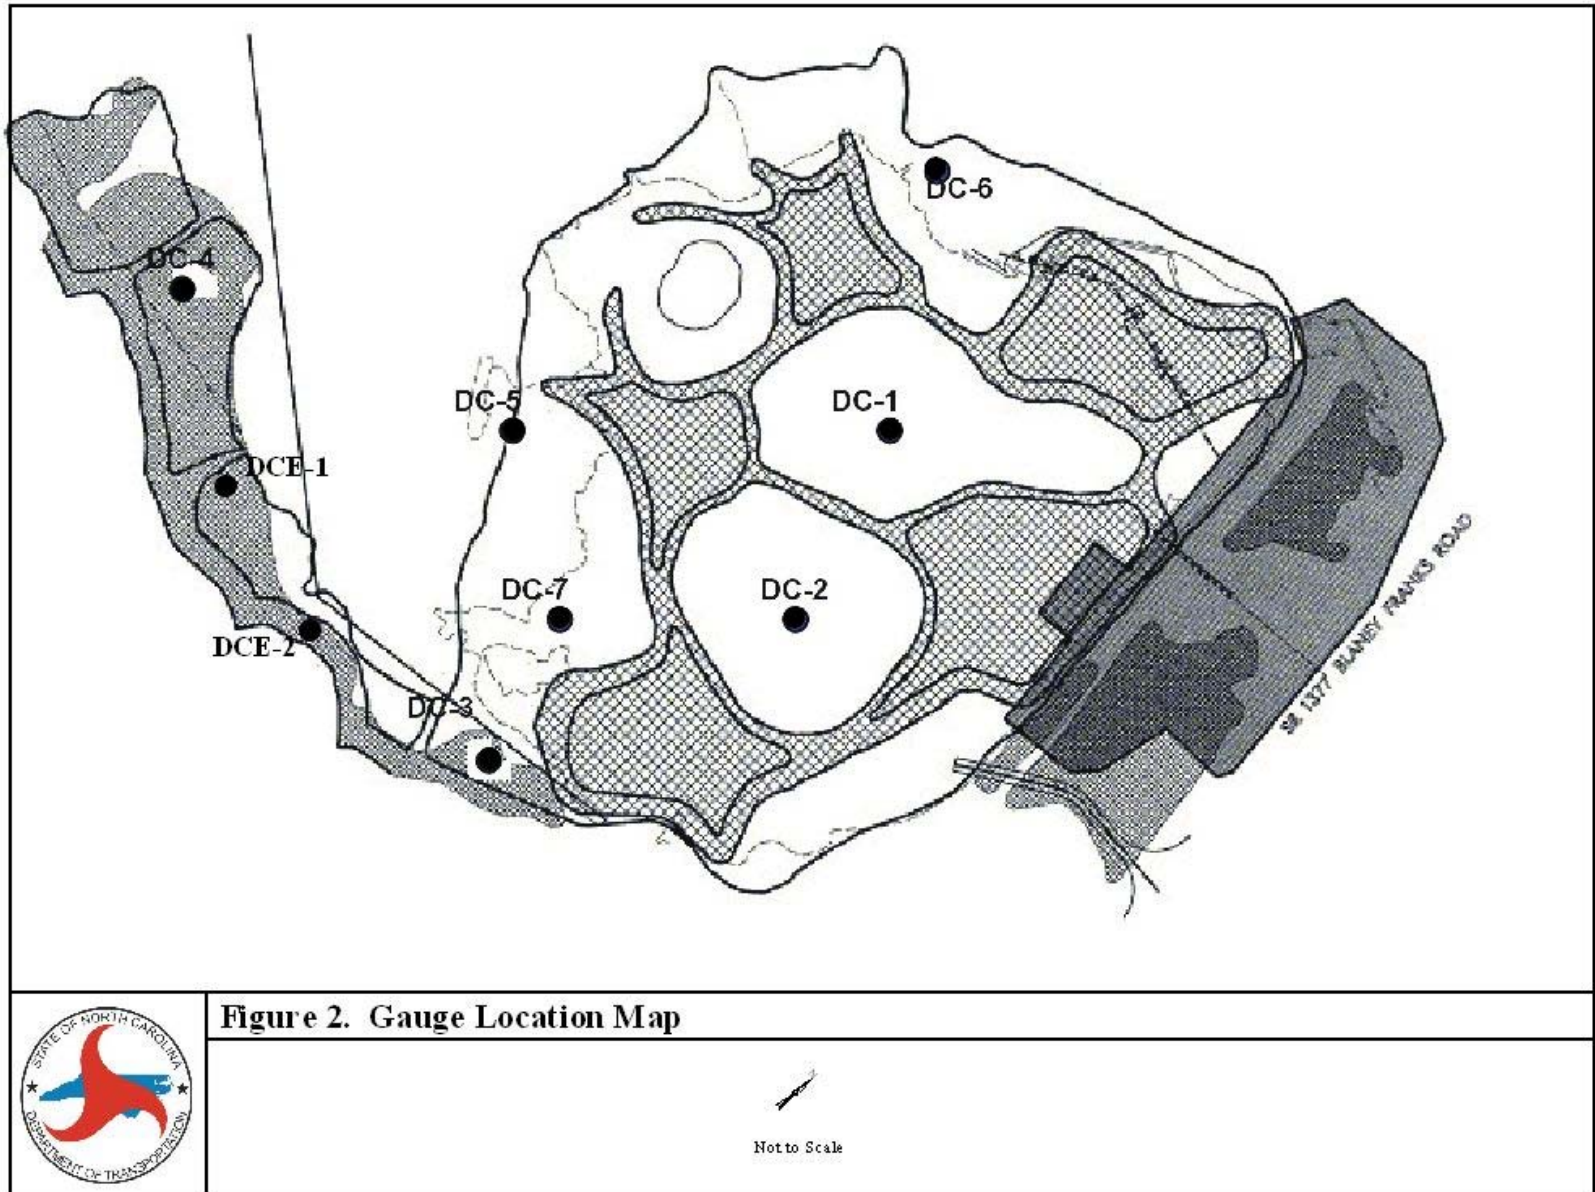 DC-6
DC-4
DC-5
DC-1
DCE-1
DC-7
DC-2
DCE-2
DC-3
SR 1377 BLANEY FRANKS ROAD
Figure 2. Gauge Location Map
STATE OF NORTH CAROLINA
DEPARTMENT OF TRANSPORTATION
Not to Scale